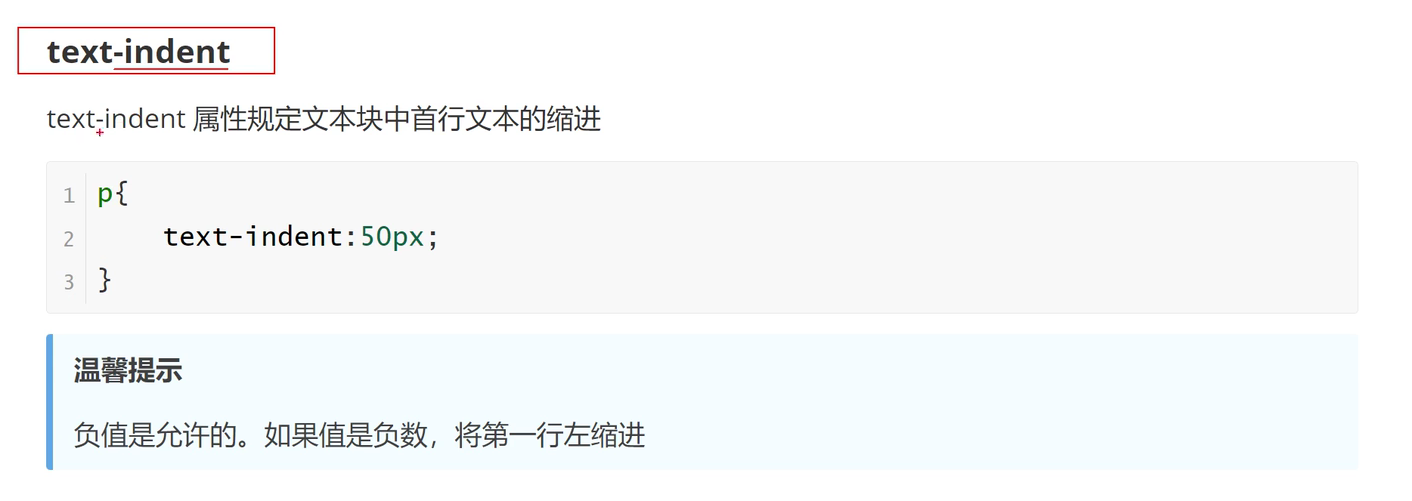 text-indent
text-indent 属性规定文本块中首行文本的缩进
1 p{
2     text-indent:50px;
3 }
温馨提示
负值是允许的。如果值是负数，将第一行左缩进